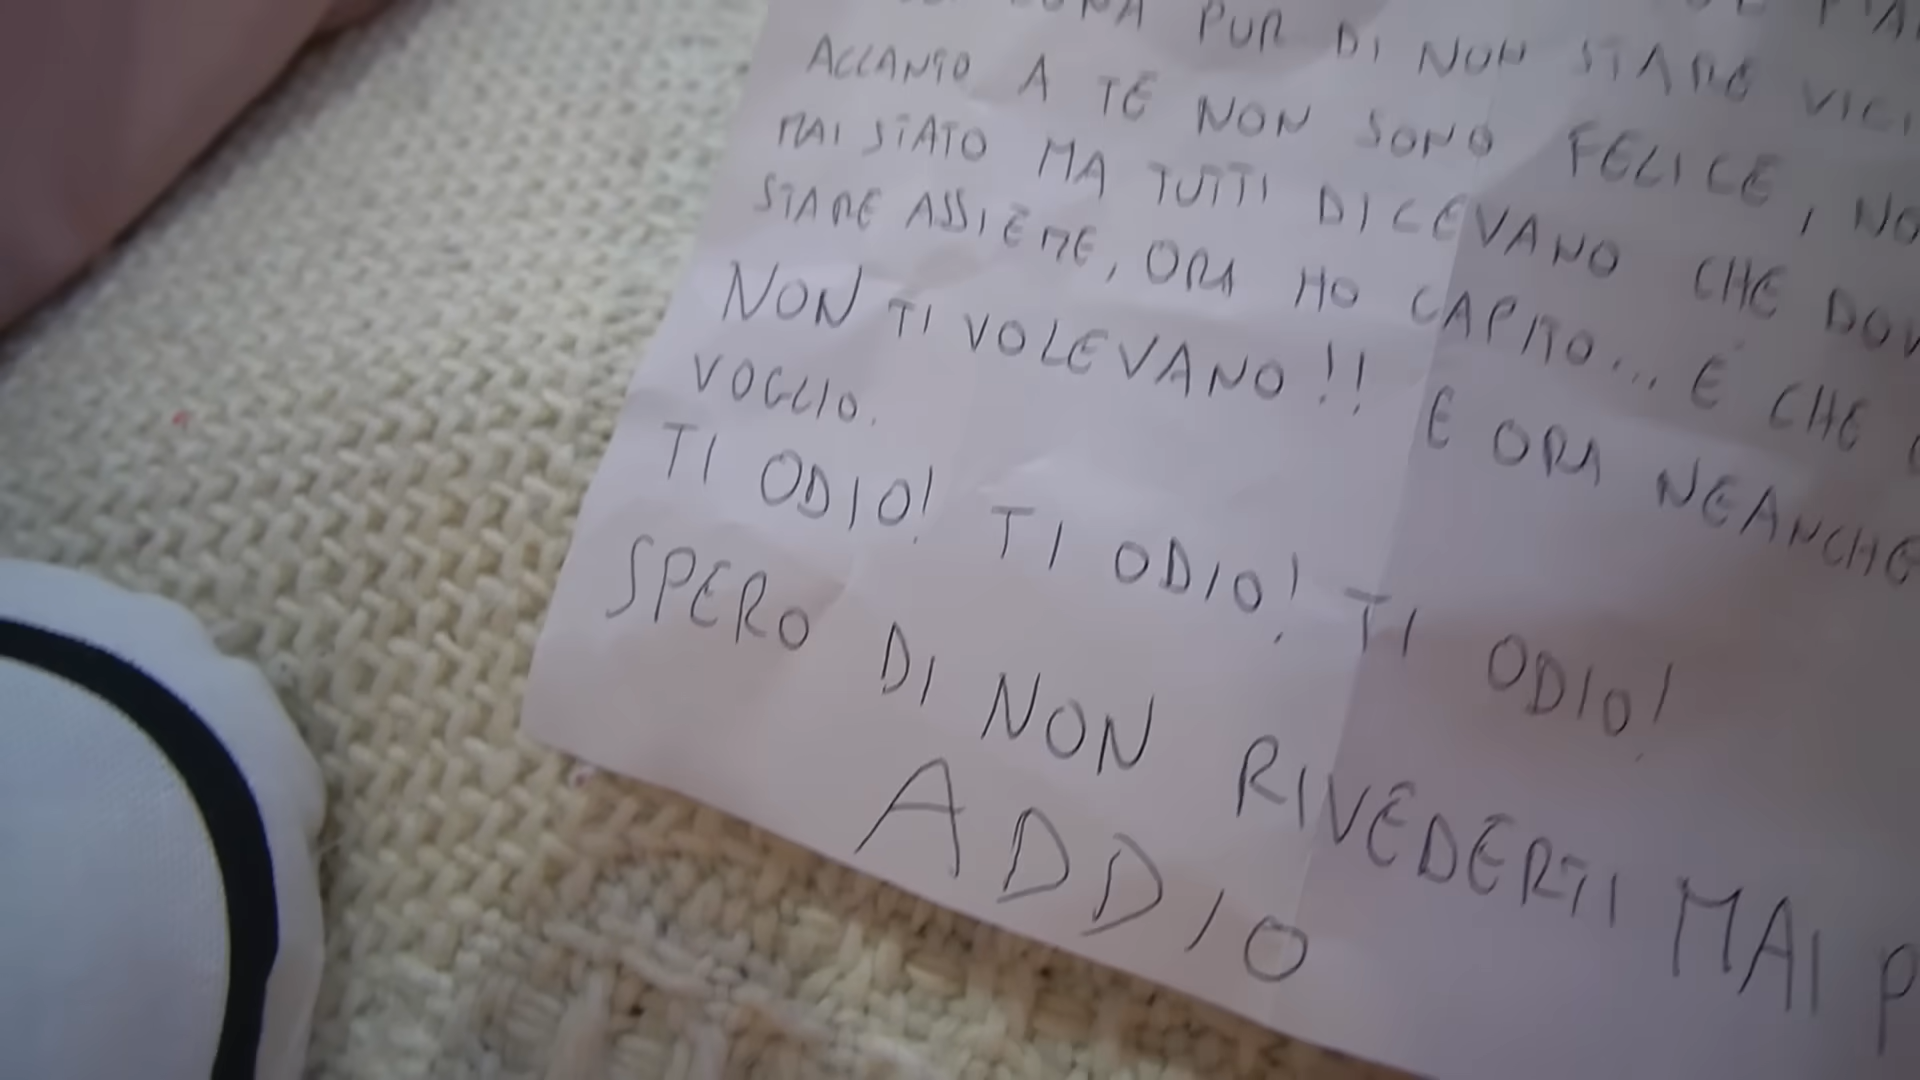 PUR DI NON STARE
ACCANTO A TE NON SONO FELICE,
MAI STATO MA TUTTI DICEVANO CHE
STARE ASSIEME, ORA HO CAPITO... È CHE
NON TI VOLEVANO!! E ORA NEANCHE
VOGLIO.
TI ODIO! TI ODIO! TI ODIO!
SPERO DI NON RIVEDERTI MAI
ADDIO